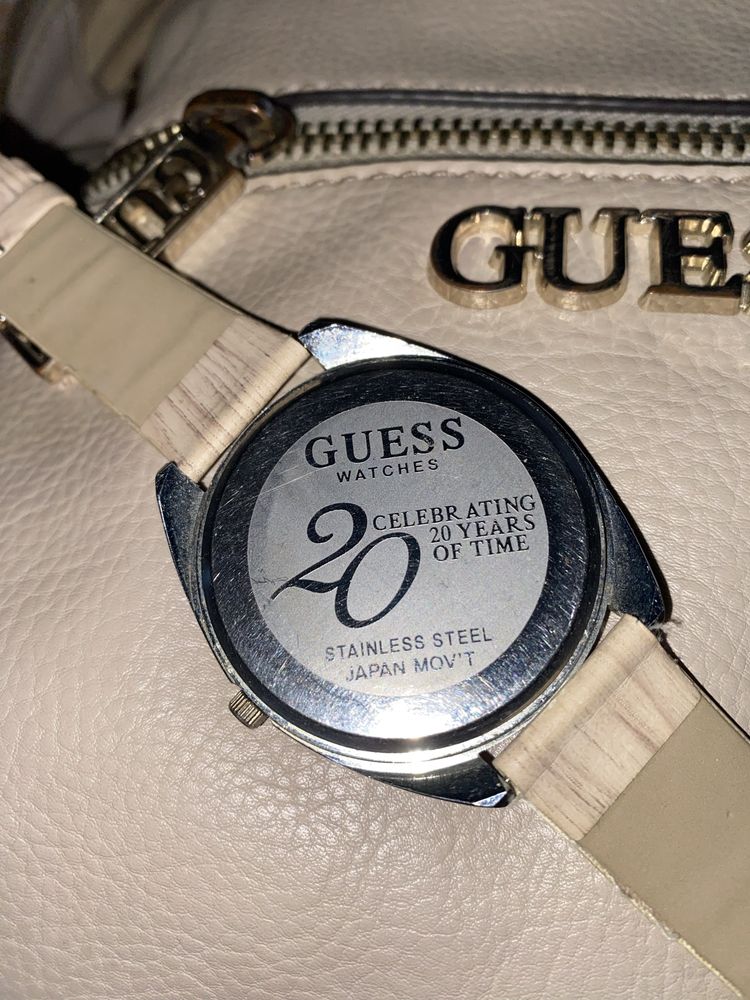 G
GUES
GUESS
WATCHES
20
CELEBRATING
20 YEARS
OF TIME
STAINLESS STEEL
JAPAN MOV'T